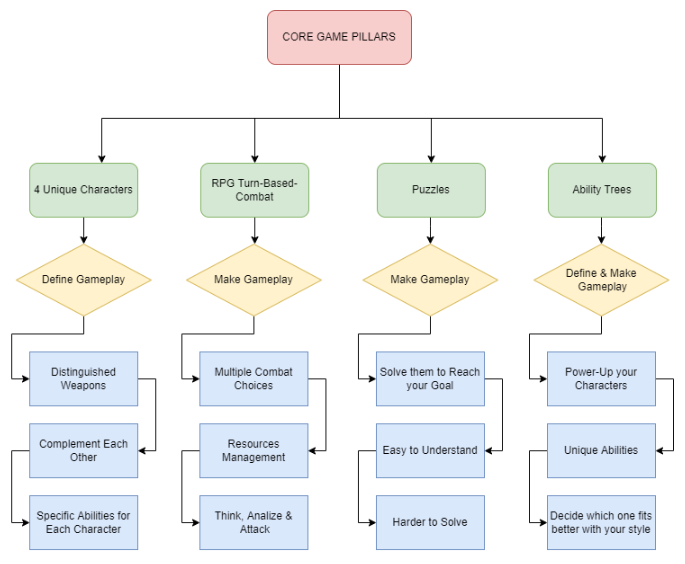 CORE GAME PILLARS
4 Unique Characters
RPG Turn-Based-
Combat
Puzzles
Ability Trees
Define Gameplay
Make Gameplay
Make Gameplay
Define & Make
Gameplay
Distinguished
Weapons
Multiple Combat
Choices
Solve them to Reach
your Goal
Power-Up your
Characters
Complement Each
Other
Resources
Management
Easy to Understand
Unique Abilities
Specific Abilities for
Each Character
Think, Analize &
Attack
Harder to Solve
Decide which one fits
better with your style